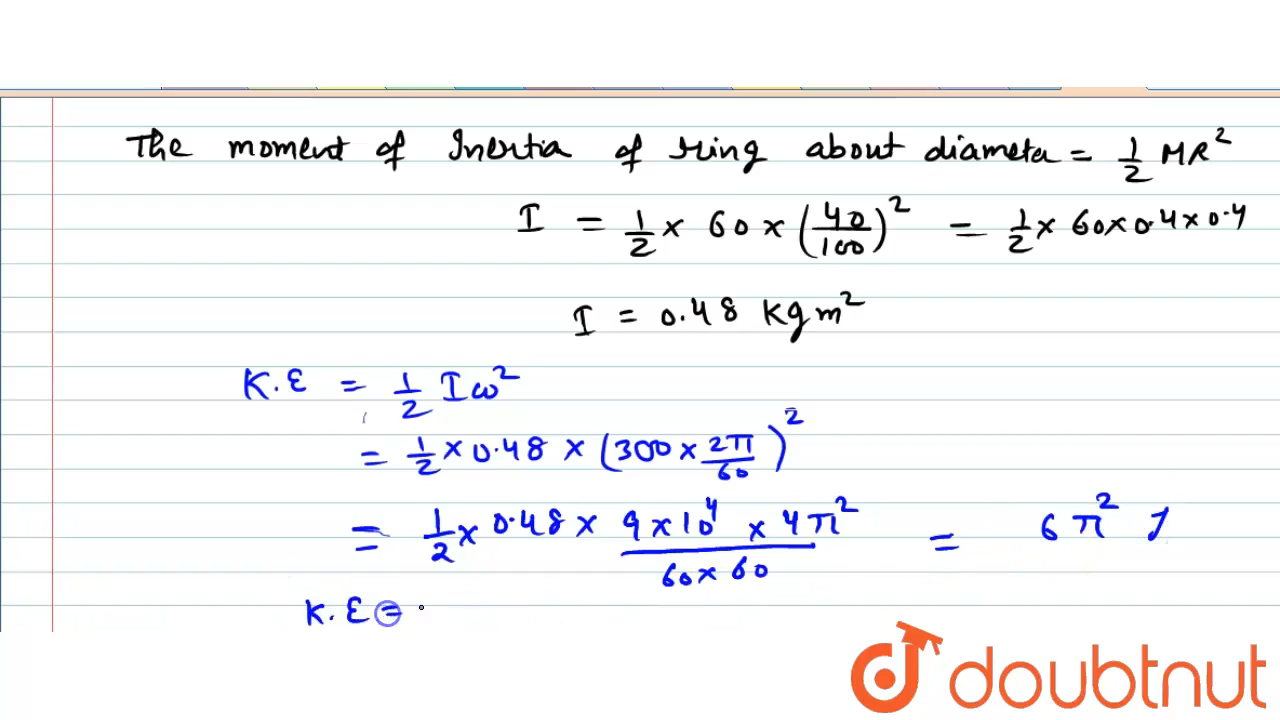 The moment of Inertia of ring about diameter = 1/2 MR²
I = 1/2 × 60 × (40/100)² = 1/2 × 60 × 0.4 × 0.4
I = 0.48 kg m²
K.E = 1/2 Iω²
= 1/2 × 0.48 × (300 × 2π/60)²
= 1/2 × 0.48 × 9 × 10⁴ × 4π² / 60 × 60 = 6π² J
K.E =
doubtnut